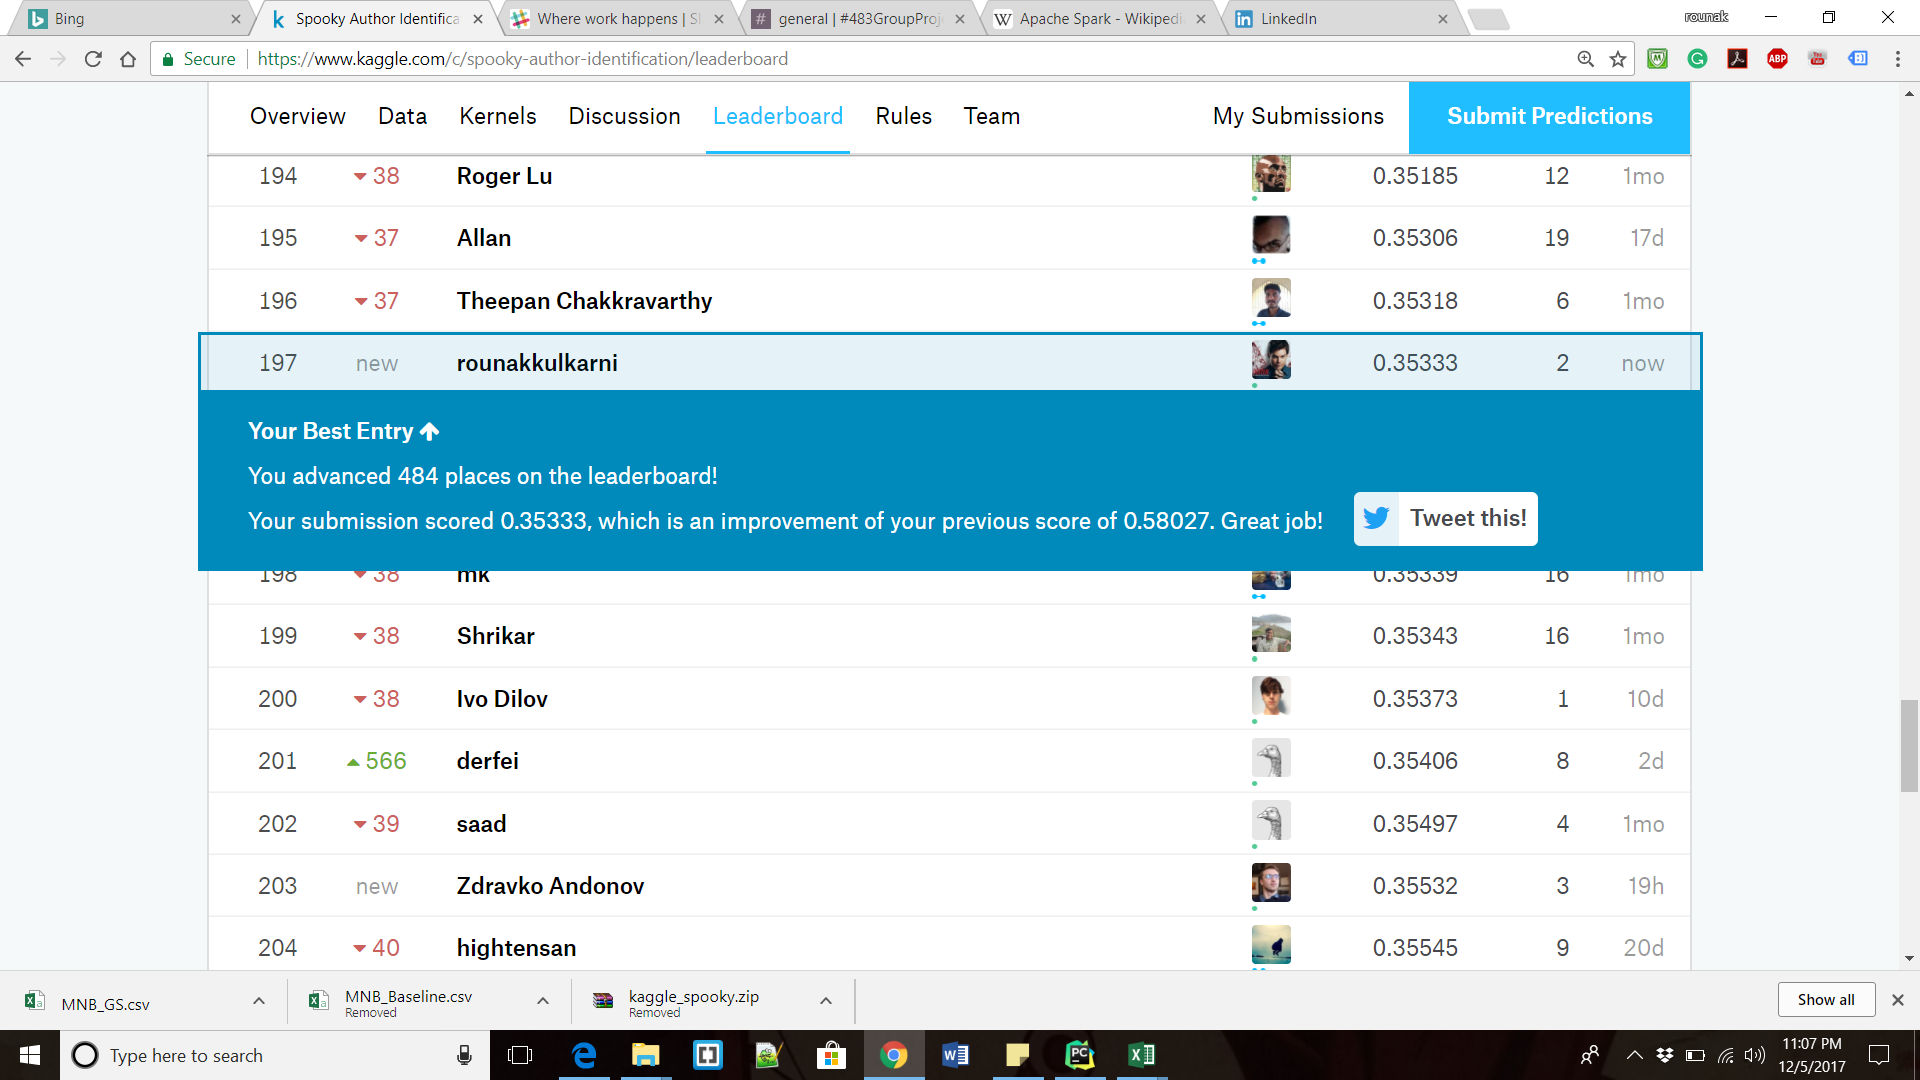 Bing
Spooky Author Identifica
Where work happens | Sl
general | #483GroupProj
Apache Spark - Wikipedi
LinkedIn
rounak
Secure
https://www.kaggle.com/c/spooky-author-identification/leaderboard
Overview Data Kernels Discussion Leaderboard Rules Team My Submissions Submit Predictions
194 38 Roger Lu 0.35185 12 1mo
195 37 Allan 0.35306 19 17d
196 37 Theepan Chakkravarthy 0.35318 6 1mo
197 new rounakkulkarni 0.35333 2 now
Your Best Entry
You advanced 484 places on the leaderboard!
Your submission scored 0.35333, which is an improvement of your previous score of 0.58027. Great job!
Tweet this!
198 38 mk 0.35339 16 1mo
199 38 Shrikar 0.35343 16 1mo
200 38 Ivo Dilov 0.35373 1 10d
201 566 derfei 0.35406 8 2d
202 39 saad 0.35497 4 1mo
203 new Zdravko Andonov 0.35532 3 19h
204 40 hightensan 0.35545 9 20d
MNB_GS.csv
MNB_Baseline.csv
Removed
kaggle_spooky.zip
Removed
Show all
Type here to search
11:07 PM
12/5/2017